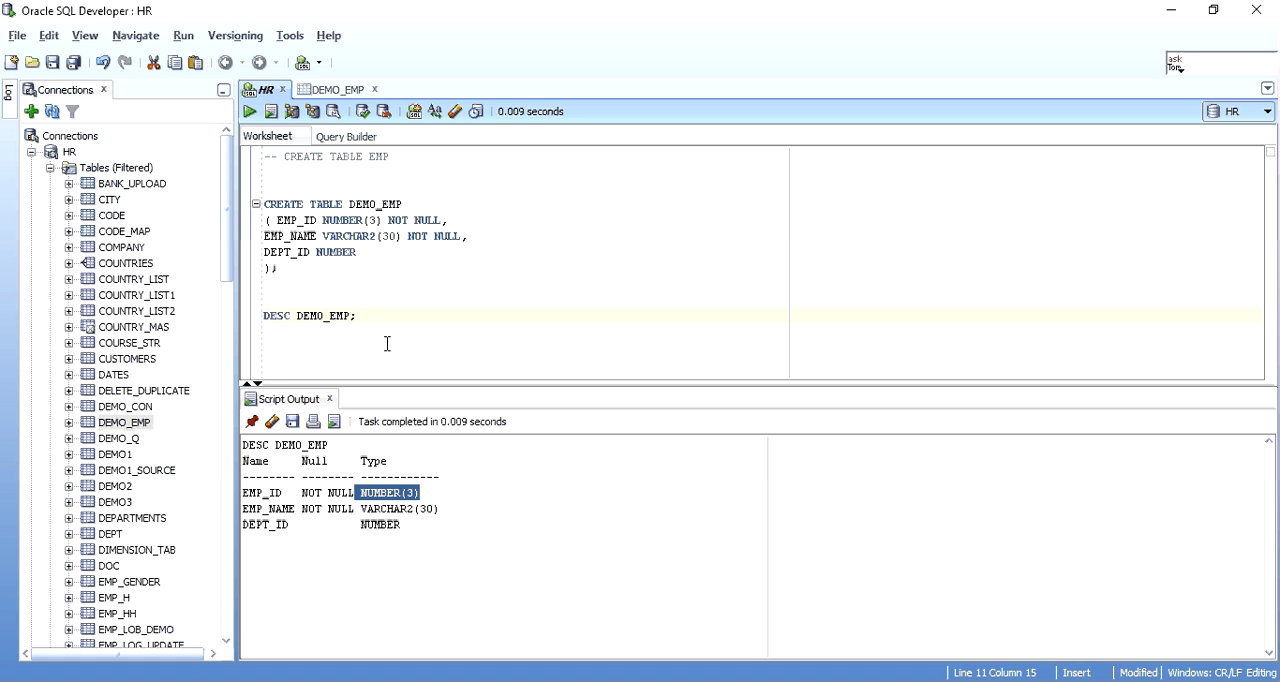 Oracle SQL Developer : HR
File Edit View Navigate Run Versioning Tools Help
ask
Tom
Log
Connections
HR
DEMO_EMP
0.009 seconds
HR
Worksheet Query Builder
Connections
HR
Tables (Filtered)
BANK_UPLOAD
CITY
CODE
CODE_MAP
COMPANY
COUNTRIES
COUNTRY_LIST
COUNTRY_LIST1
COUNTRY_LIST2
COUNTRY_MAS
COURSE_STR
CUSTOMERS
DATES
DELETE_DUPLICATE
DEMO_CON
DEMO_EMP
DEMO_Q
DEMO1
DEMO1_SOURCE
DEMO2
DEMO3
DEPARTMENTS
DEPT
DIMENSION_TAB
DOC
EMP_GENDER
EMP_H
EMP_HH
EMP_LOB_DEMO
EMP_LOG_UPDATE
-- CREATE TABLE EMP
CREATE TABLE DEMO_EMP
( EMP_ID NUMBER(3) NOT NULL,
EMP_NAME VARCHAR2(30) NOT NULL,
DEPT_ID NUMBER
);
DESC DEMO_EMP;
Script Output
Task completed in 0.009 seconds
DESC DEMO_EMP
Name Null Type
-------- -------- ------------
EMP_ID NOT NULL NUMBER(3)
EMP_NAME NOT NULL VARCHAR2(30)
DEPT_ID NUMBER
Line 11 Column 15 Insert Modified Windows: CR/LF Editing